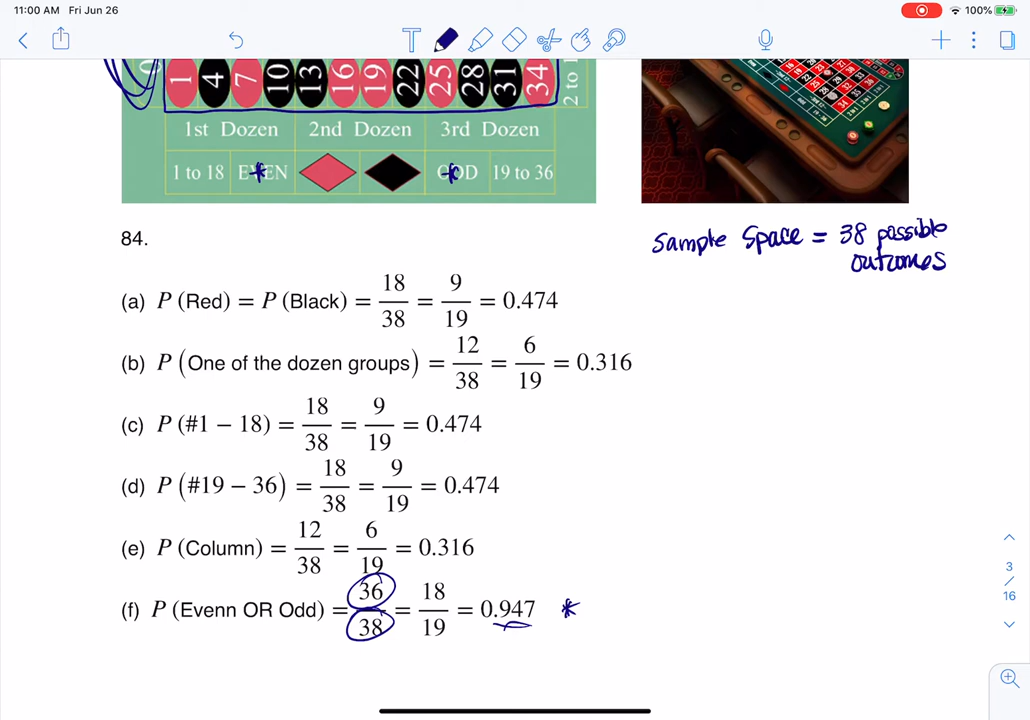 11:00 AM Fri Jun 26 100%
T
0 1 4 7 10 13 16 19 22 25 28 31 34 2 to 1
1st Dozen 2nd Dozen 3rd Dozen
1 to 18 EVEN ODD 19 to 36
84.
Sample Space = 38 possible
outcomes
(a) P (Red) = P (Black) = 18/38 = 9/19 = 0.474
(b) P (One of the dozen groups) = 12/38 = 6/19 = 0.316
(c) P (#1 − 18) = 18/38 = 9/19 = 0.474
(d) P (#19 − 36) = 18/38 = 9/19 = 0.474
(e) P (Column) = 12/38 = 6/19 = 0.316
(f) P (Evenn OR Odd) = 36/38 = 18/19 = 0.947 *
3
/
16